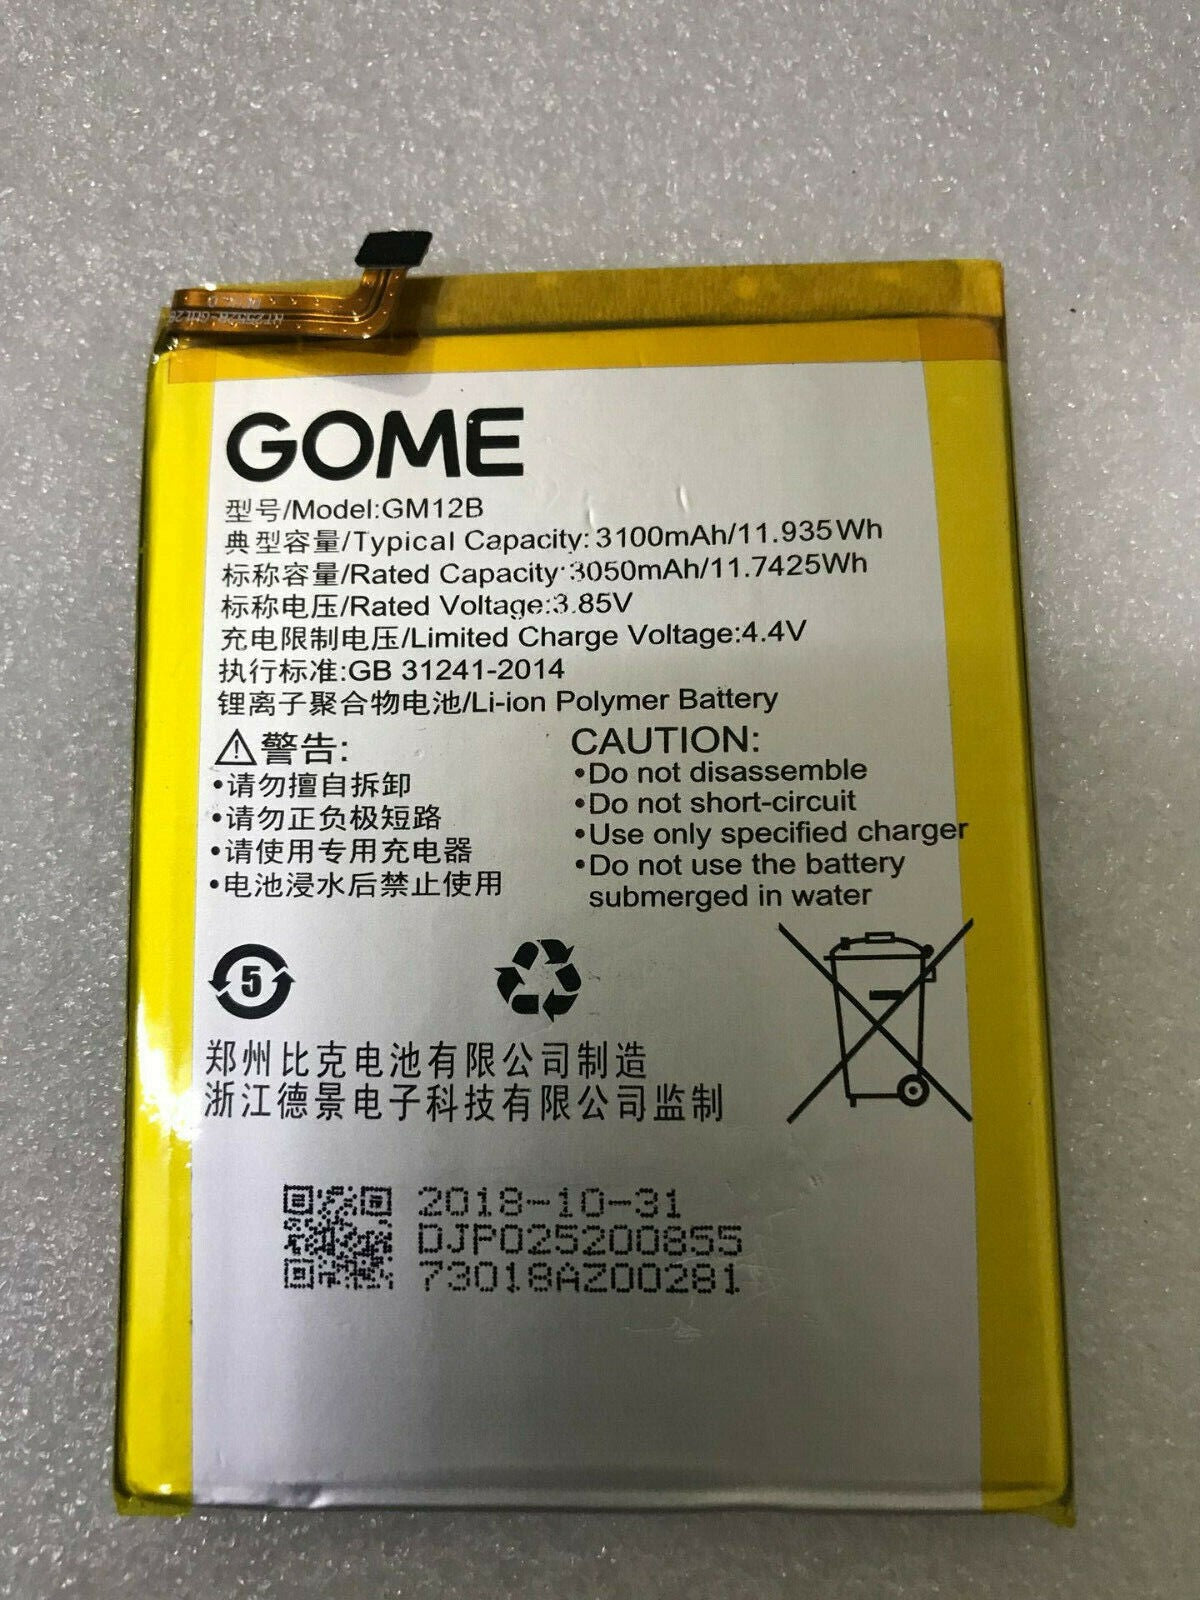 GOME
型号/Model:GM12B
典型容量/Typical Capacity:3100mAh/11.935Wh
标称容量/Rated Capacity:3050mAh/11.7425Wh
标称电压/Rated Voltage:3.85V
充电限制电压/Limited Charge Voltage:4.4V
执行标准:GB 31241-2014
锂离子聚合物电池/Li-ion Polymer Battery
警告:
•请勿擅自拆卸
•请勿正负极短路
•请使用专用充电器
•电池浸水后禁止使用
CAUTION:
•Do not disassemble
•Do not short-circuit
•Use only specified charger
•Do not use the battery
submerged in water
5
郑州比克电池有限公司制造
浙江德景电子科技有限公司监制
2018-10-31
DJP025200855
73018AZ00281